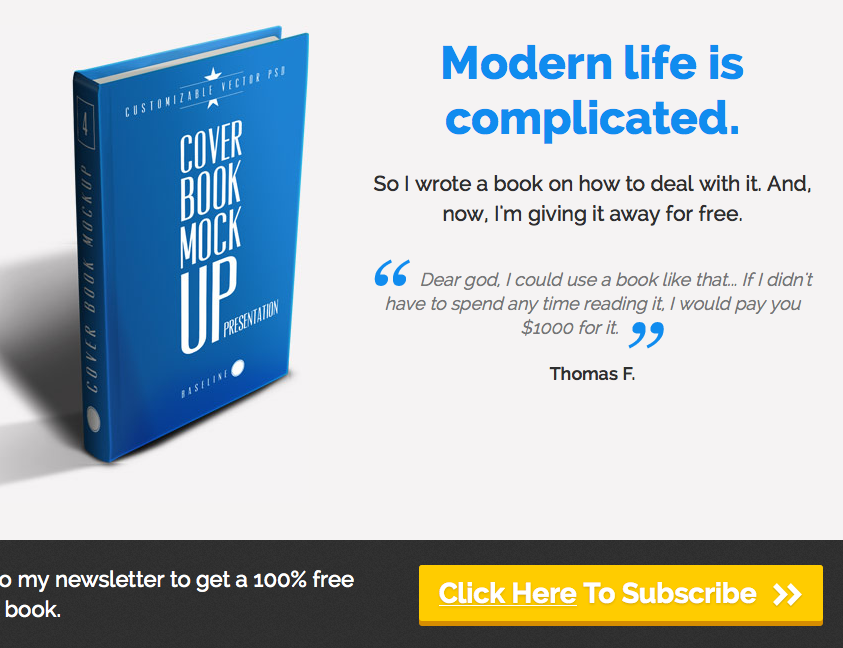 CUSTOMIZABLE VECTOR PSD
COVER
BOOK
MOCK
UP PRESENTATION
BASELINE
4
COVER BOOK MOCKUP
Modern life is
complicated.
So I wrote a book on how to deal with it. And,
now, I'm giving it away for free.
“ Dear god, I could use a book like that... If I didn't
have to spend any time reading it, I would pay you
$1000 for it. ”
Thomas F.
o my newsletter to get a 100% free
book.
Click Here To Subscribe »